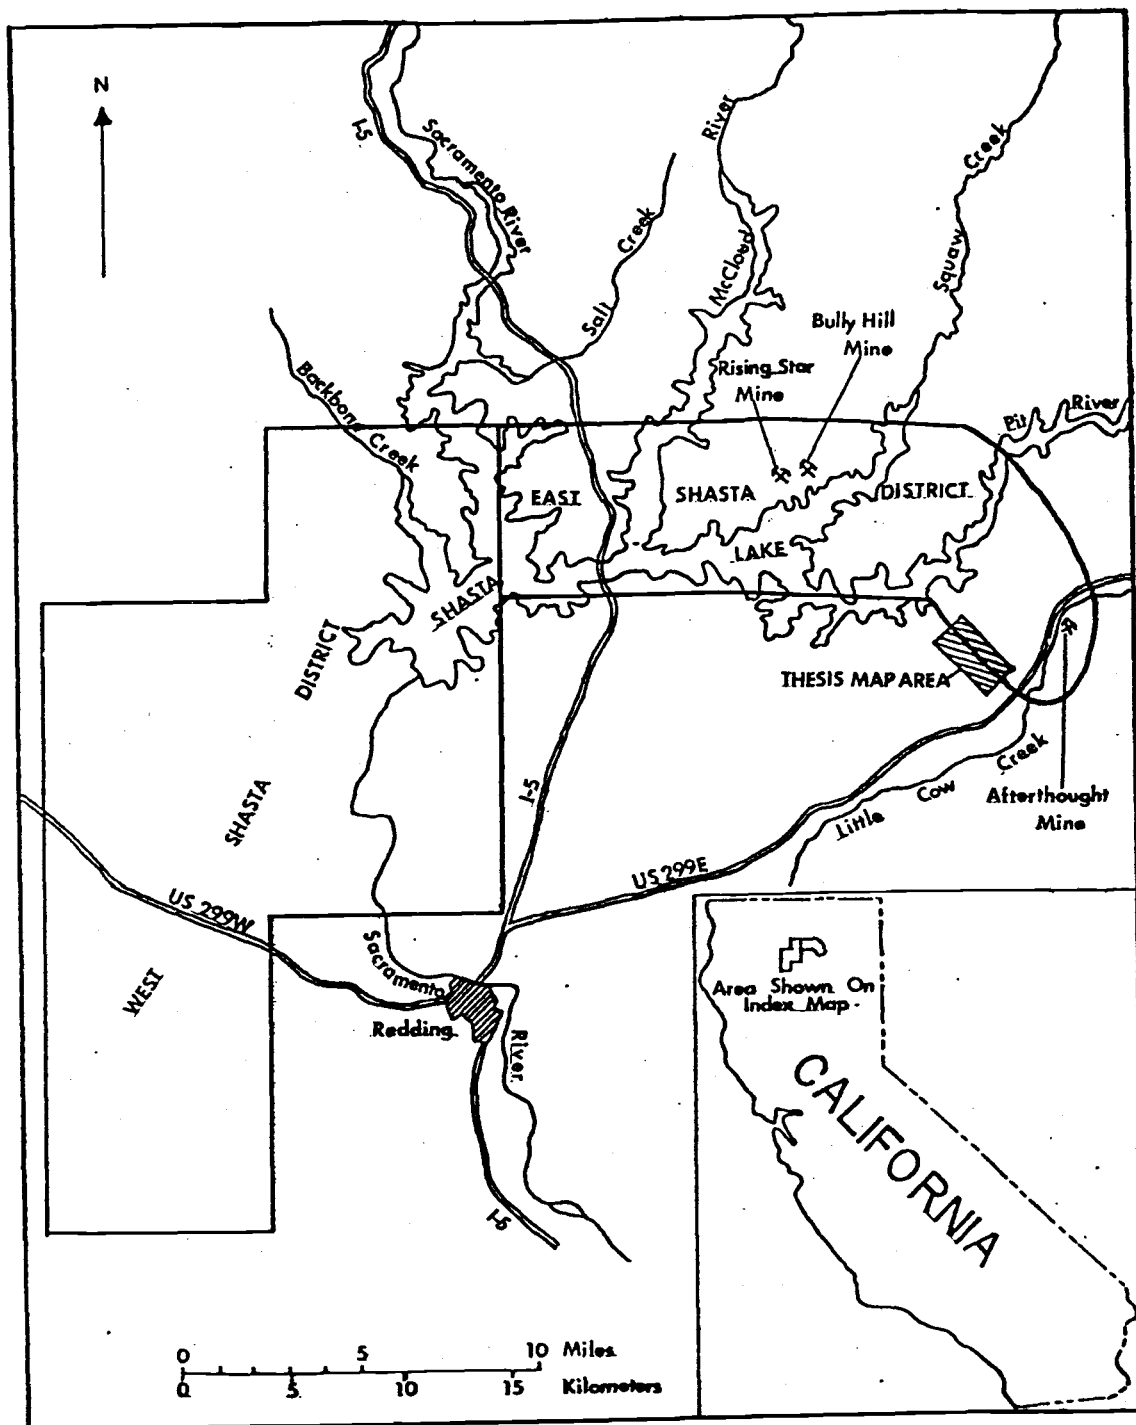 N
I-5
Sacramento River
Salt Creek
McCloud River
Squaw Creek
Bully Hill
Mine
Rising Star
Mine
Backbone Creek
Pit River
EAST SHASTA DISTRICT
SHASTA LAKE
WEST SHASTA DISTRICT
THESIS MAP AREA
I-5
Little Cow Creek
Afterthought
Mine
US 299E
US 299W
Sacramento River
Redding
I-5
Area Shown On
Index Map
CALIFORNIA
0 5 10 Miles
0 5 10 15 Kilometers